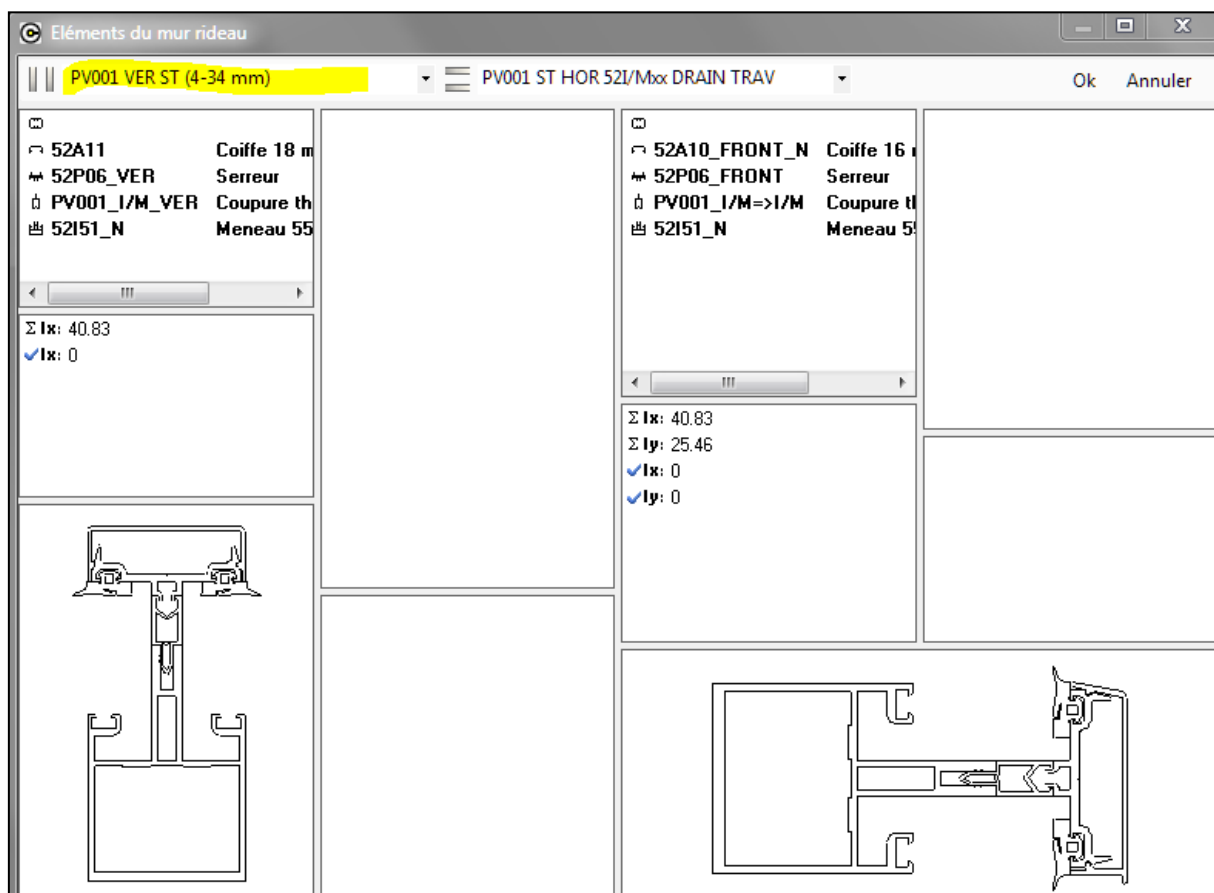 Eléments du mur rideau
PV001 VER ST (4-34 mm)
PV001 ST HOR 52I/Mxx DRAIN TRAV
Ok Annuler
52A11 Coiffe 18 m
52P06_VER Serreur
PV001_I/M_VER Coupure th
52I51_N Meneau 55
Σ Ix: 40.83
Ix: 0
52A10_FRONT_N Coiffe 16
52P06_FRONT Serreur
PV001_I/M=>I/M Coupure t
52I51_N Meneau 5
Σ Ix: 40.83
Σ Iy: 25.46
Ix: 0
Iy: 0